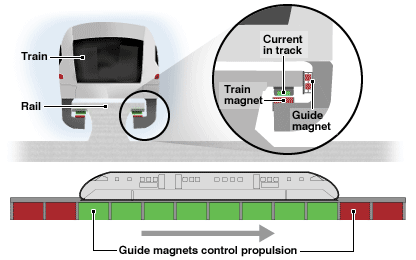 Train
Rail
Current
in track
Train
magnet
Guide
magnet
Guide magnets control propulsion